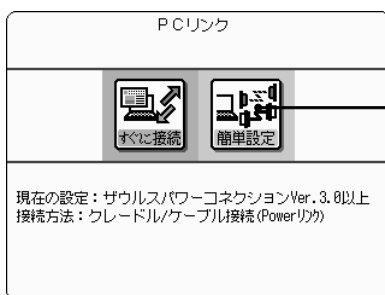 PCリンク
すぐに接続
簡単設定
現在の設定：ザウルスパワーコネクションVer.3.0以上
接続方法：クレードル/ケーブル接続(Powerﾘﾝｸ)